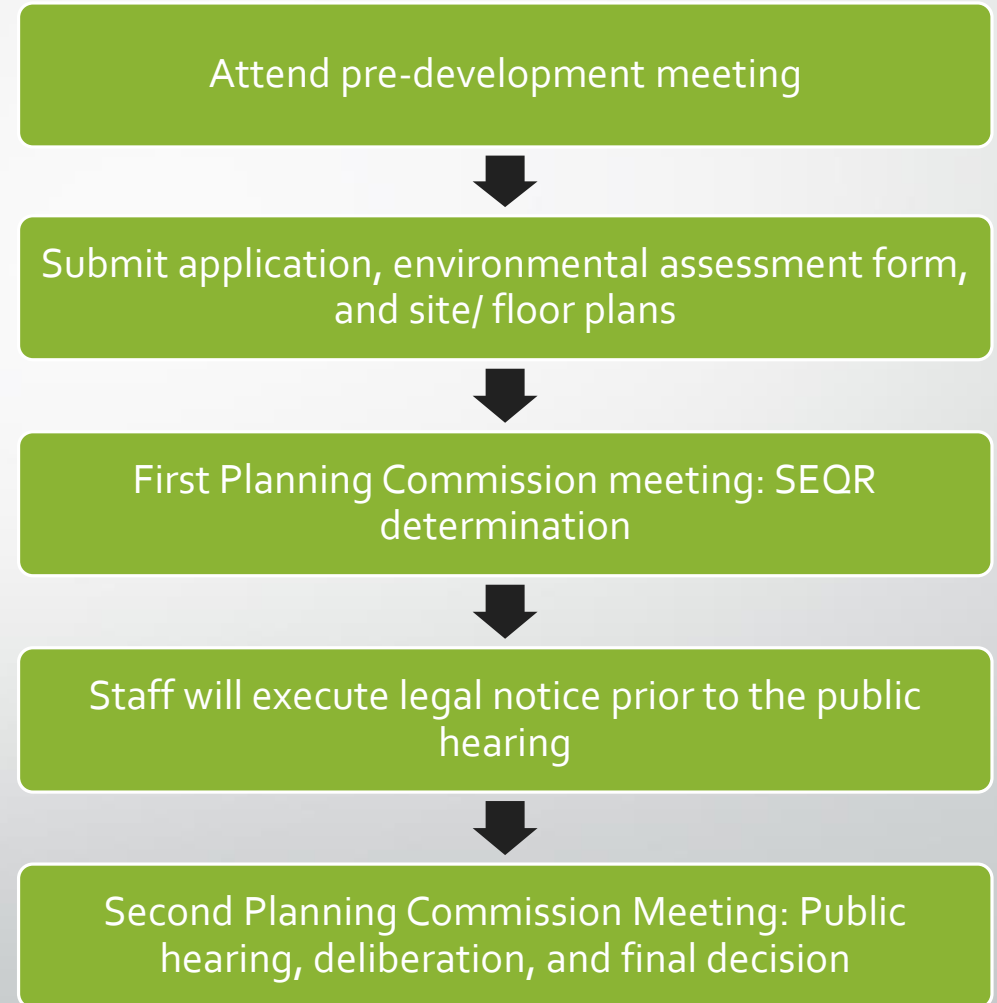 Attend pre-development meeting
Submit application, environmental assessment form,
and site/ floor plans
First Planning Commission meeting: SEQR
determination
Staff will execute legal notice prior to the public
hearing
Second Planning Commission Meeting: Public
hearing, deliberation, and final decision